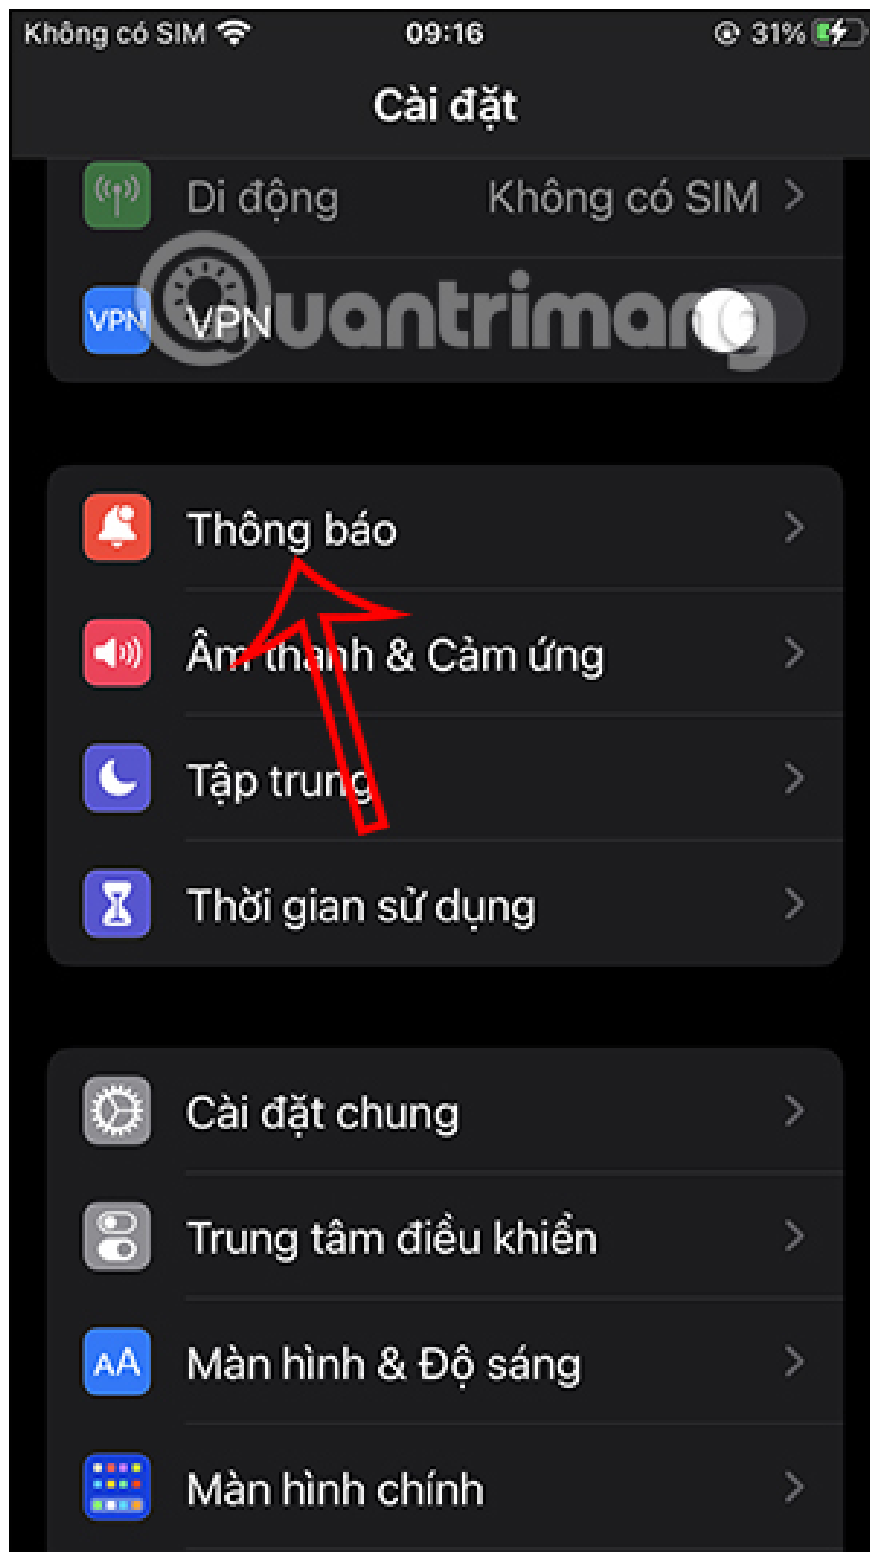 Không có SIM 09:16 31%
Cài đặt
Di động Không có SIM
VPN VPN
Quantrimang
Thông báo
Âm thanh & Cảm ứng
Tập trung
Thời gian sử dụng
Cài đặt chung
Trung tâm điều khiển
AA Màn hình & Độ sáng
Màn hình chính